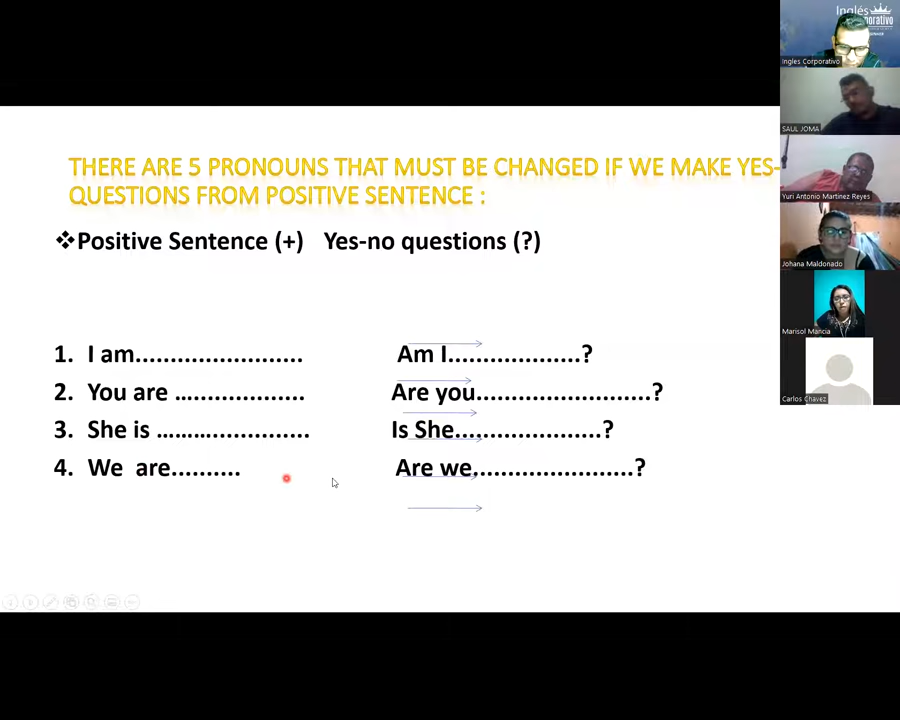 THERE ARE 5 PRONOUNS THAT MUST BE CHANGED IF WE MAKE YES-
QUESTIONS FROM POSITIVE SENTENCE :
❖Positive Sentence (+) Yes-no questions (?)
1. I am........................ Am I...................?
2. You are ..................... Are you.........................?
3. She is ...................... Is She.....................?
4. We are.......... Are we.......................?
Inglés
Ingles Corporativo
SAUL JOMA
Yuri Antonio Martinez Reyes
Johana Maldonado
Marisol Mancia
Carlos Chavez